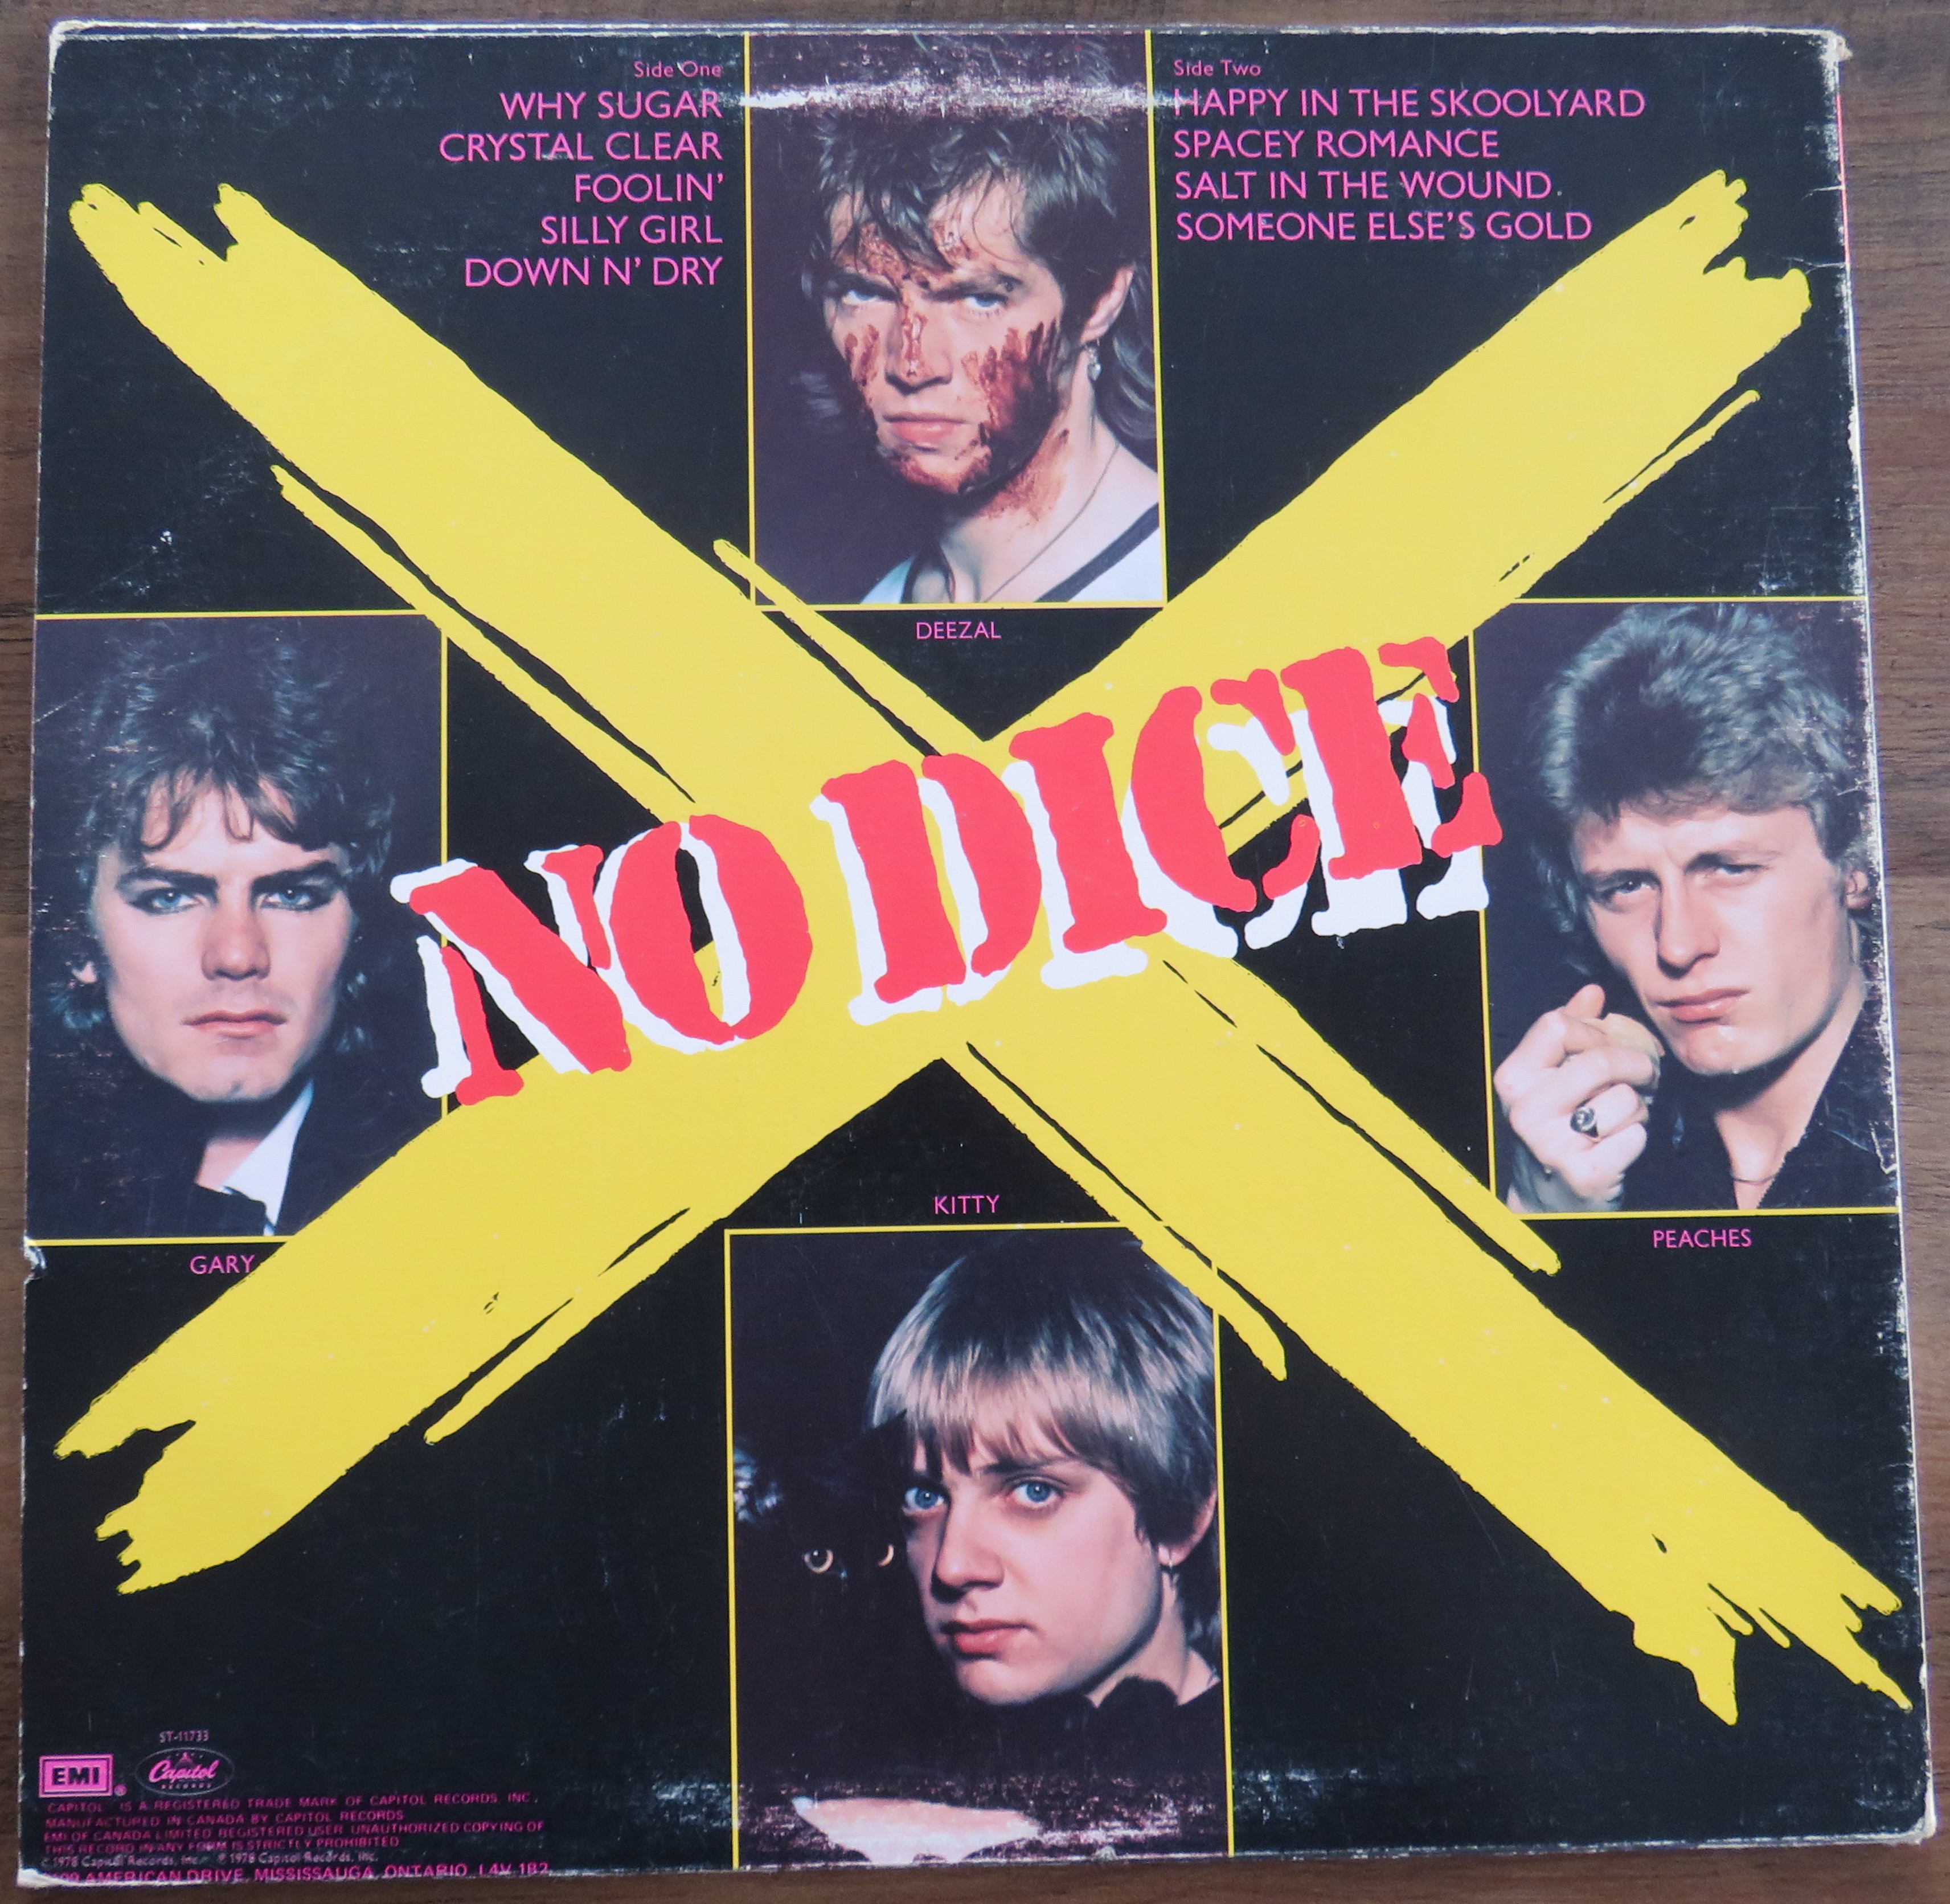 Side One
WHY SUGAR
CRYSTAL CLEAR
FOOLIN'
SILLY GIRL
DOWN N' DRY
Side Two
HAPPY IN THE SKOOLYARD
SPACEY ROMANCE
SALT IN THE WOUND
SOMEONE ELSE'S GOLD
DEEZAL
NO DICE
GARY
KITTY
PEACHES
ST-11733
EMI ®
Capitol
RECORDS
"CAPITOL" IS A REGISTERED TRADE MARK OF CAPITOL RECORDS, INC.,
MANUFACTURED IN CANADA BY CAPITOL RECORDS
EMI OF CANADA LIMITED REGISTERED USER. UNAUTHORIZED COPYING OF
THIS RECORD IN ANY FORM IS STRICTLY PROHIBITED
1978 Capitol Records, Inc. 1978 Capitol Records, Inc.
AMERICAN DRIVE, MISSISSAUGA, ONTARIO L4V 1B2